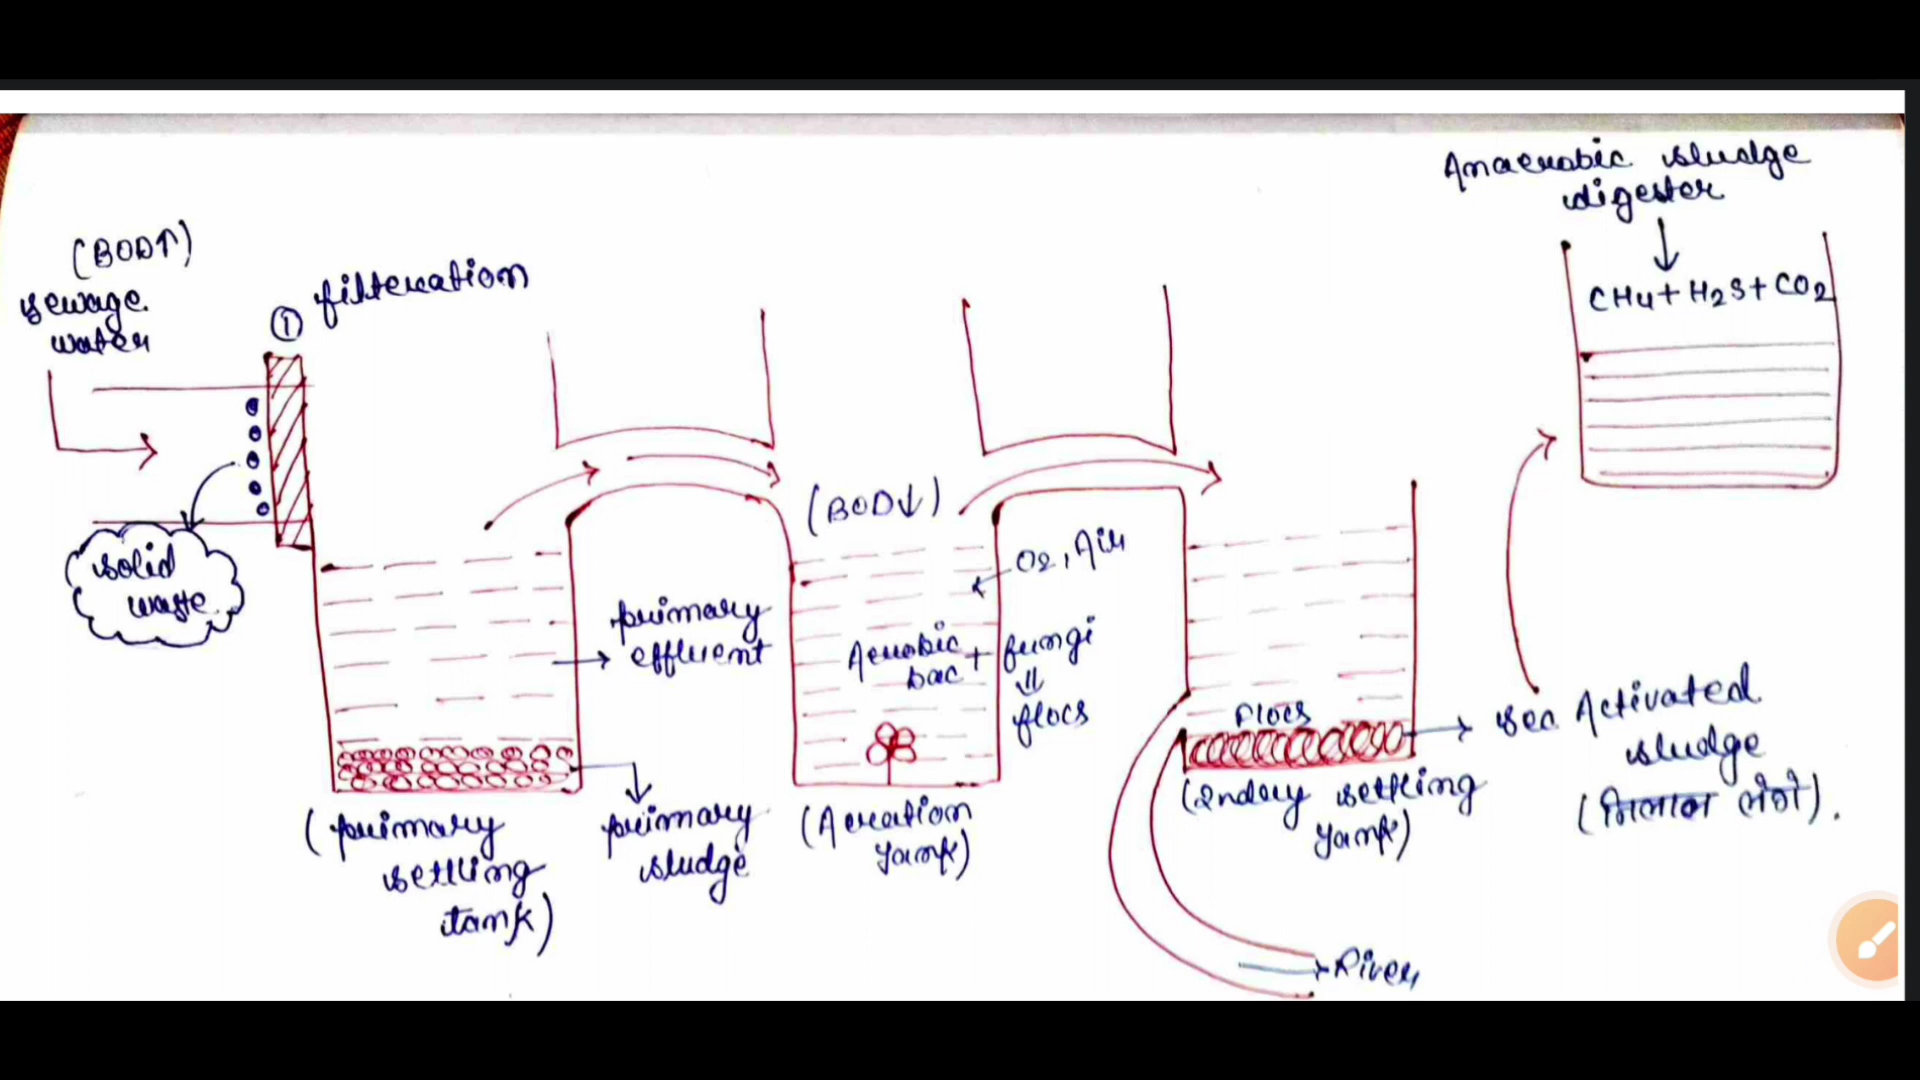 (BOD↑)
sewage
water
① filteration
solid
waste
primary
effluent
(primary
settling
tank)
primary
sludge
(BOD↓)
O2, Air
Aerobic + fungi
bac
⇓
flocs
(Aeration
Tank)
Flocs
(2ndary settling
Tank)
River
Anaerobic sludge
digester
CH4 + H2S + CO2
sec Activated
sludge